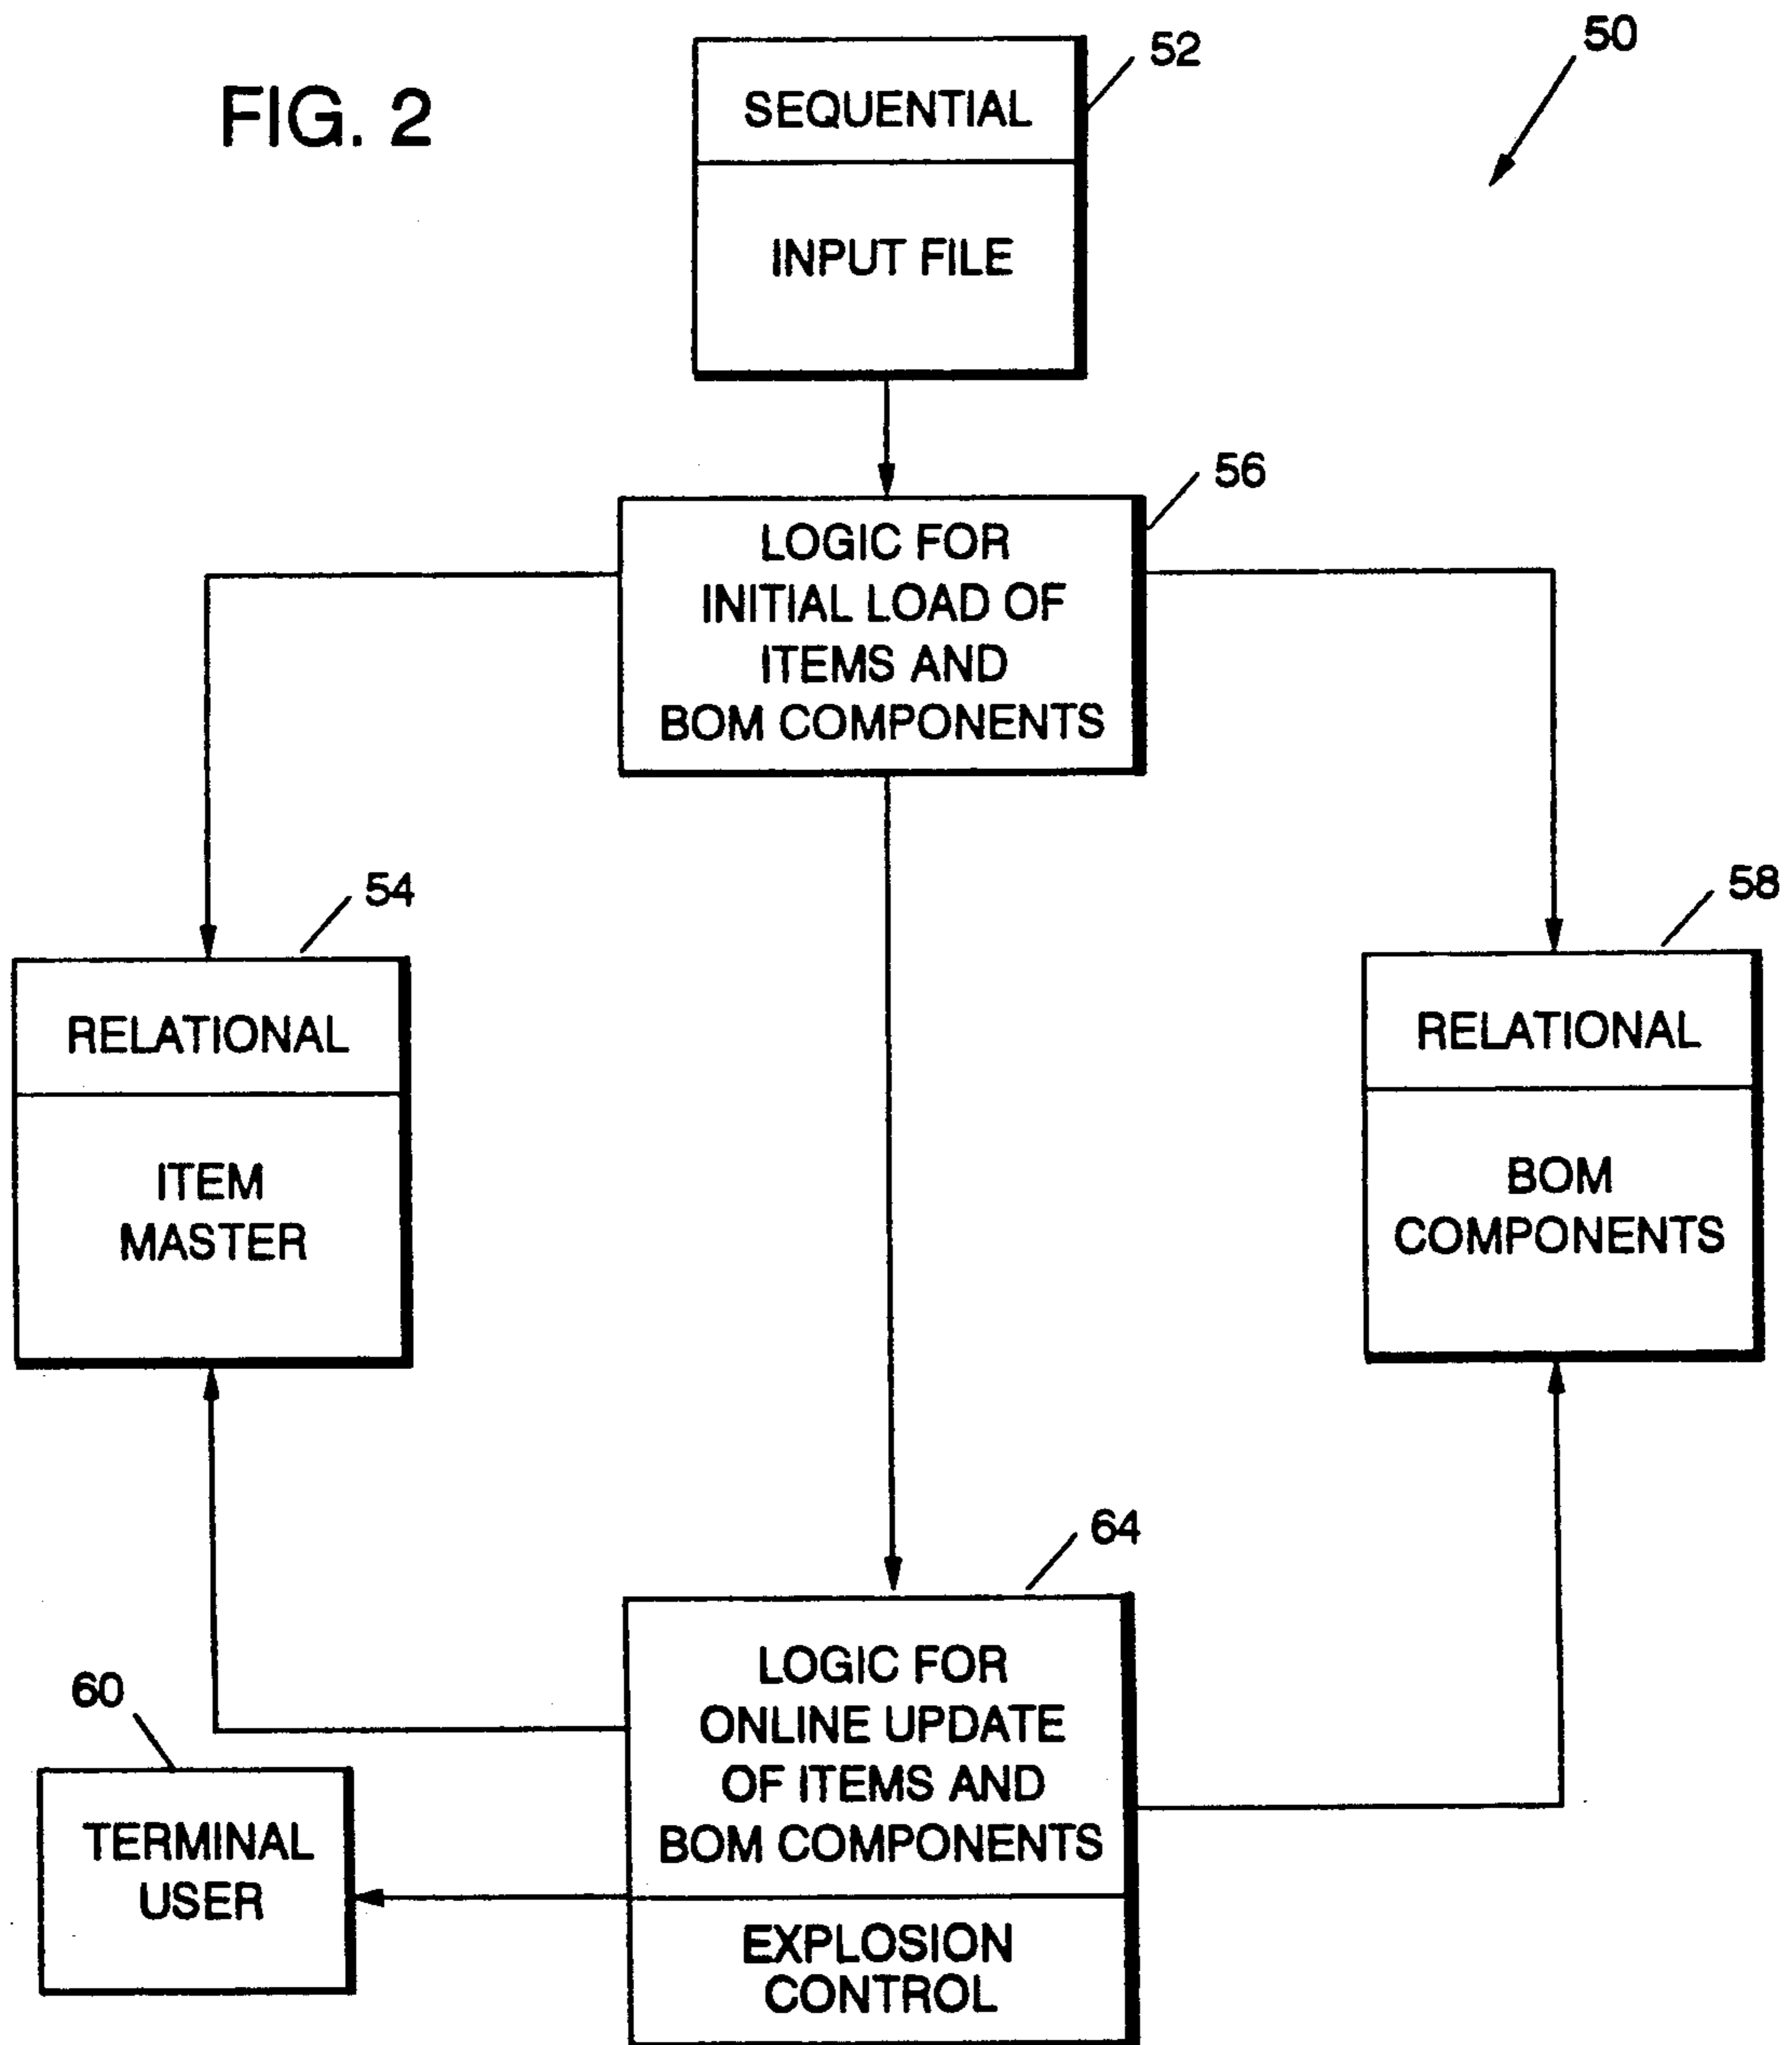 50
52
FIG. 2
SEQUENTIAL
INPUT FILE
56
LOGIC FOR
INITIAL LOAD OF
ITEMS AND
BOM COMPONENTS
54
58
RELATIONAL
ITEM
MASTER
RELATIONAL
BOM
COMPONENTS
64
60
LOGIC FOR
ONLINE UPDATE
OF ITEMS AND
BOM COMPONENTS
TERMINAL
USER
EXPLOSION
CONTROL